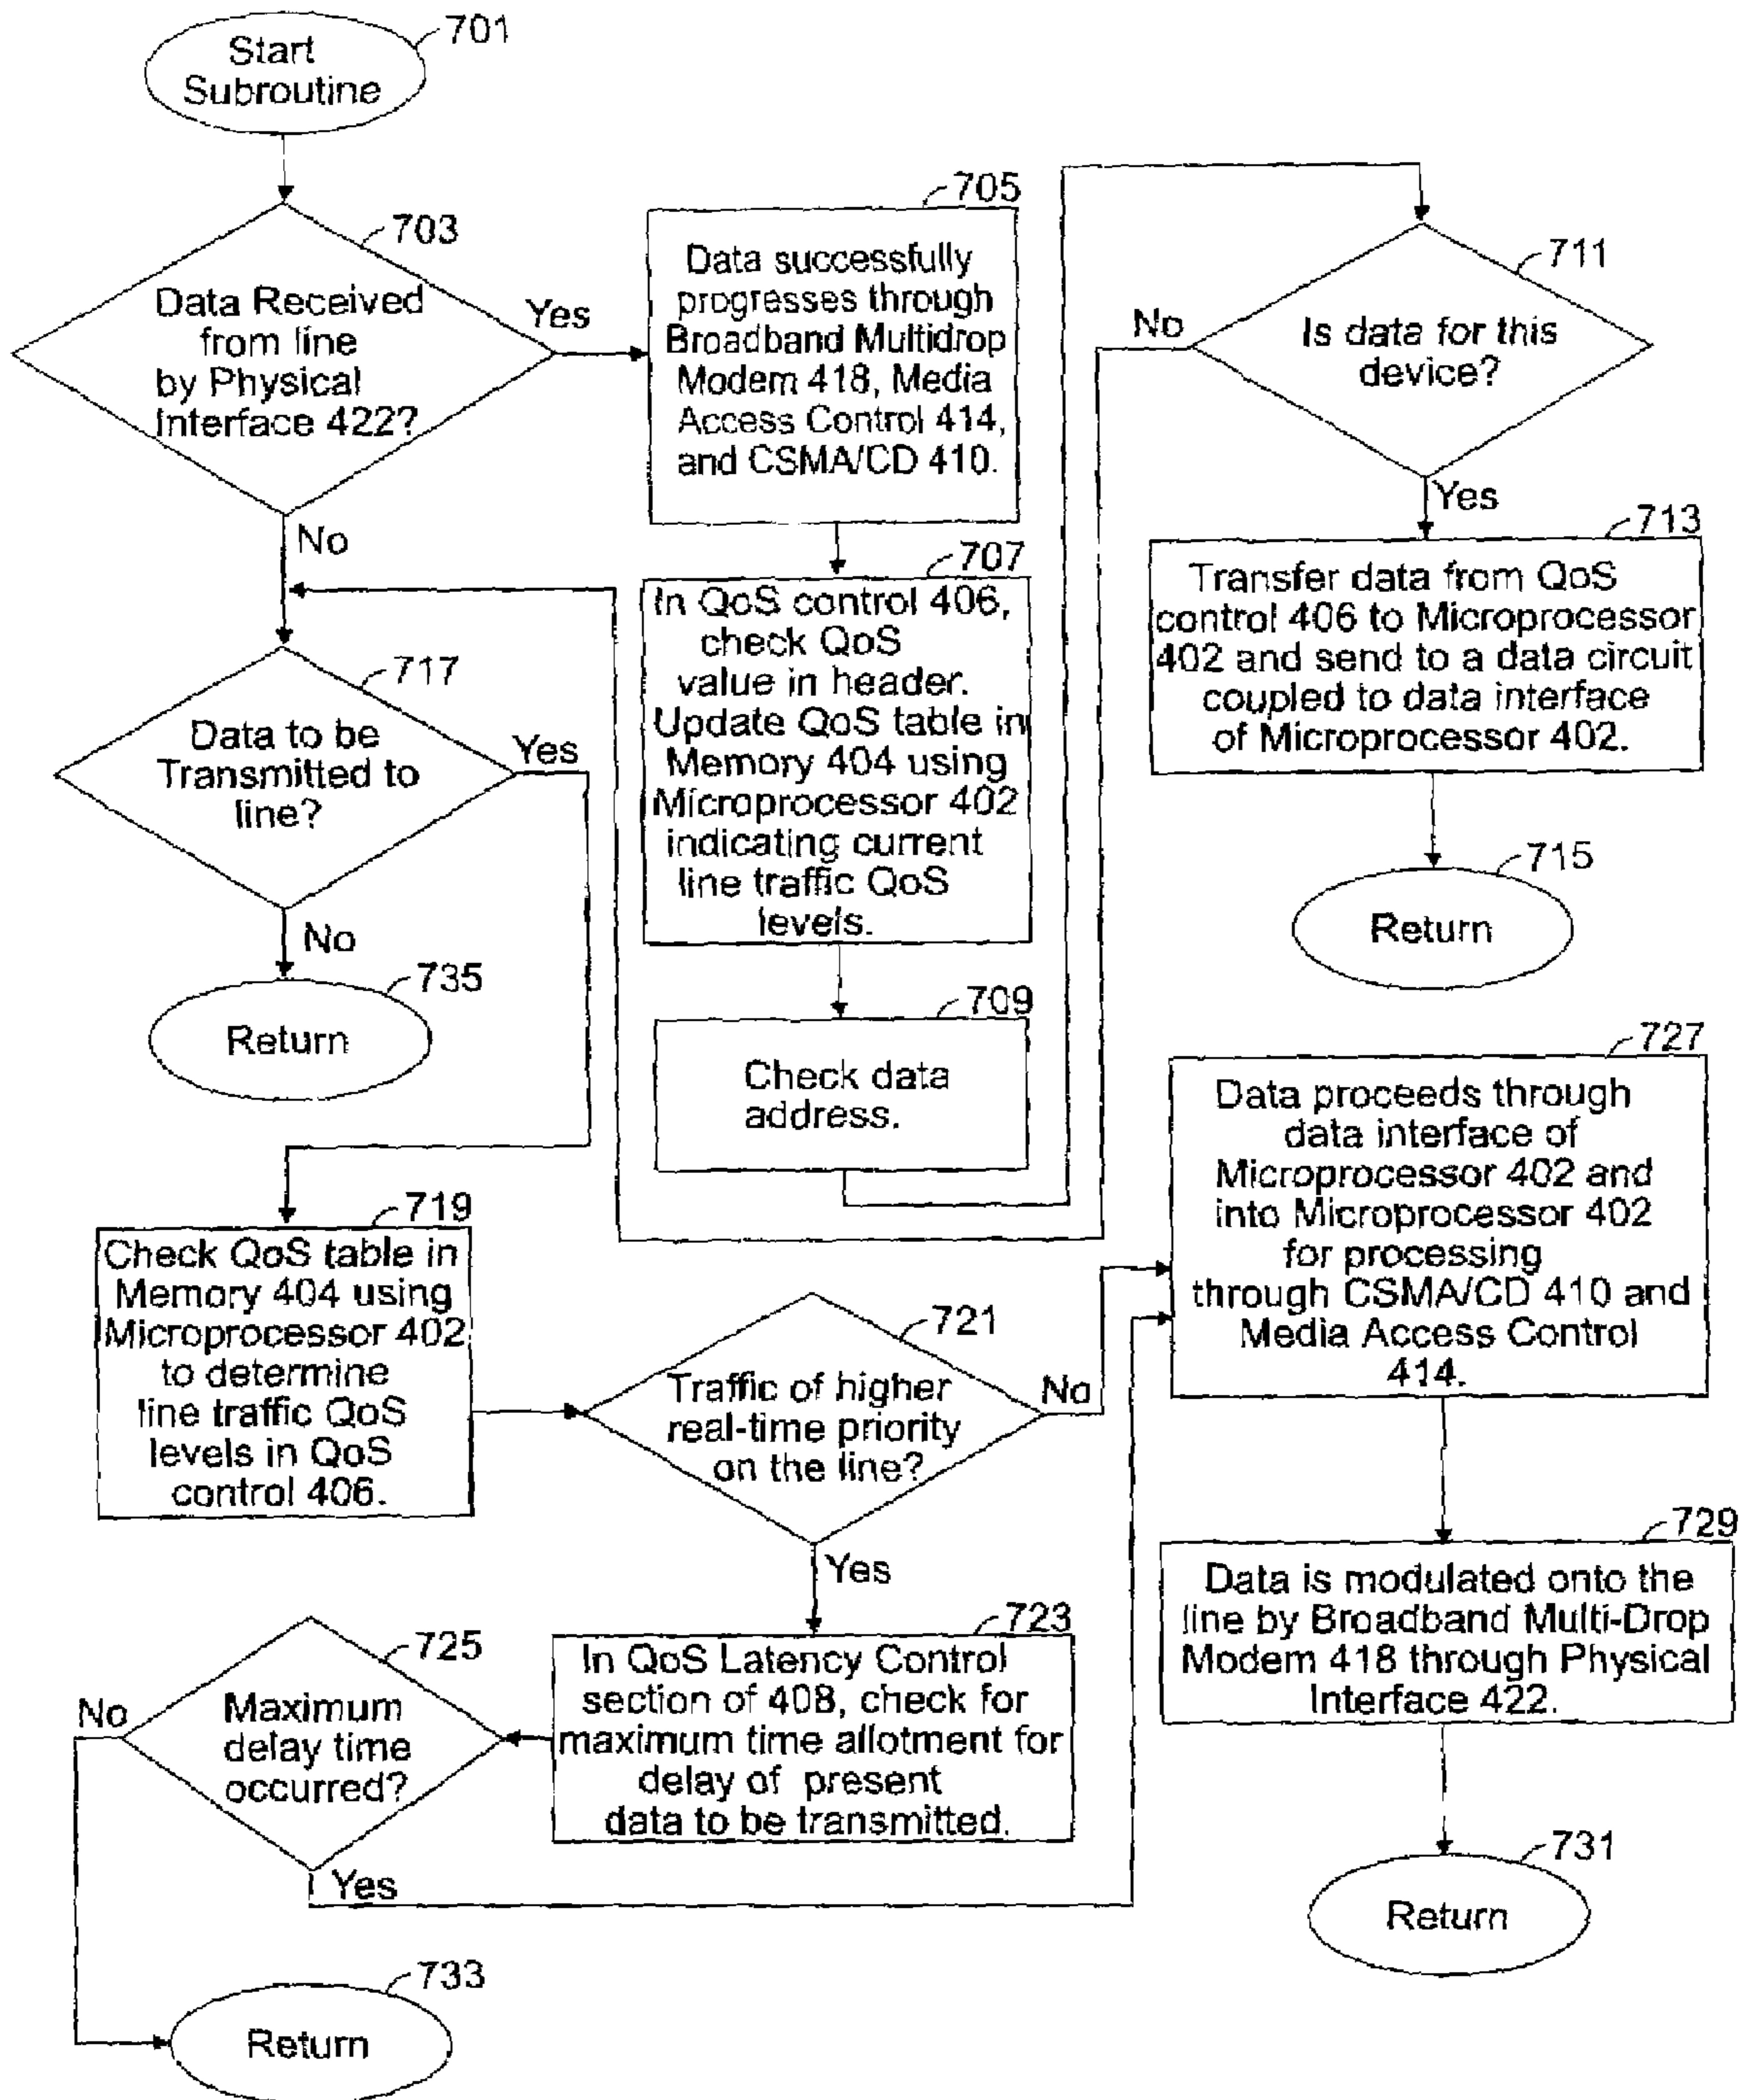 701
Start
Subroutine
703
Data Received
from line
by Physical
Interface 422?
Yes
No
705
Data successfully
progresses through
Broadband Multidrop
Modem 418, Media
Access Control 414,
and CSMA/CD 410.
707
In QoS control 406,
check QoS
value in header.
Update QoS table in
Memory 404 using
Microprocessor 402
indicating current
line traffic QoS
levels.
709
Check data
address.
711
Is data for this
device?
No
Yes
713
Transfer data from QoS
control 406 to Microprocessor
402 and send to a data circuit
coupled to data interface
of Microprocessor 402.
715
Return
717
Data to be
Transmitted to
line?
Yes
No
735
Return
719
Check QoS table in
Memory 404 using
Microprocessor 402
to determine
line traffic QoS
levels in QoS
control 406.
721
Traffic of higher
real-time priority
on the line?
No
Yes
723
In QoS Latency Control
section of 408, check for
maximum time allotment for
delay of present
data to be transmitted.
725
Maximum
delay time
occurred?
No
Yes
733
Return
727
Data proceeds through
data interface of
Microprocessor 402 and
into Microprocessor 402
for processing
through CSMA/CD 410 and
Media Access Control
414.
729
Data is modulated onto the
line by Broadband Multi-Drop
Modem 418 through Physical
Interface 422.
731
Return